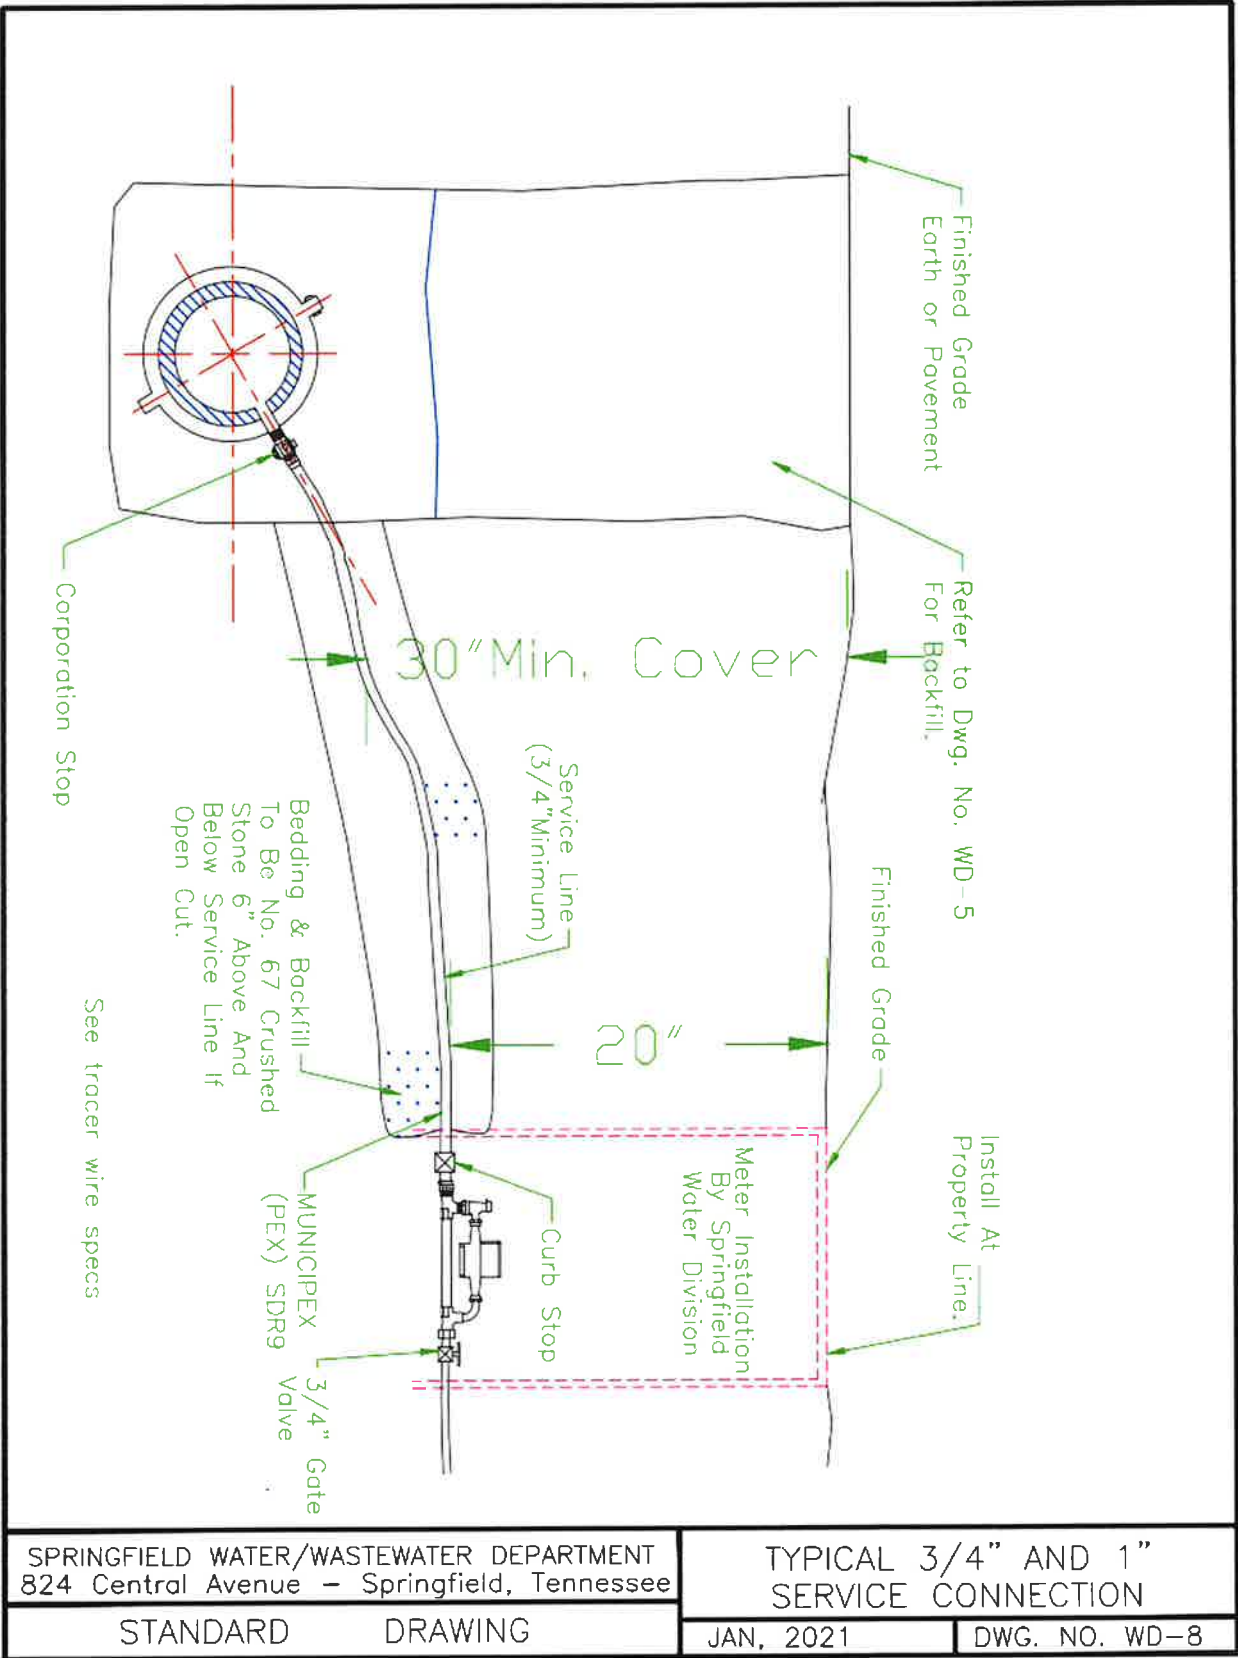 Finished Grade
Earth or Pavement
Refer to Dwg. No. WD-5
For Backfill.
Finished Grade
Install At
Property Line.
30"Min. Cover
20"
Service Line
(3/4"Minimum)
Meter Installation
By Springfield
Water Division
Curb Stop
Corporation Stop
Bedding & Backfill
To Be No. 67 Crushed
Stone 6" Above And
Below Service Line If
Open Cut.
MUNICIPEX
(PEX) SDR9
3/4" Gate
Valve
See tracer wire specs
SPRINGFIELD WATER/WASTEWATER DEPARTMENT
824 Central Avenue - Springfield, Tennessee
STANDARD DRAWING
TYPICAL 3/4" AND 1"
SERVICE CONNECTION
JAN, 2021
DWG. NO. WD-8